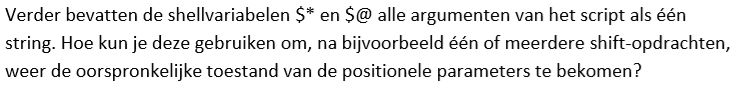 Verder bevatten de shellvariabelen $* en $@ alle argumenten van het script als één
string. Hoe kun je deze gebruiken om, na bijvoorbeeld één of meerdere shift-opdrachten,
weer de oorspronkelijke toestand van de positionele parameters te bekomen?